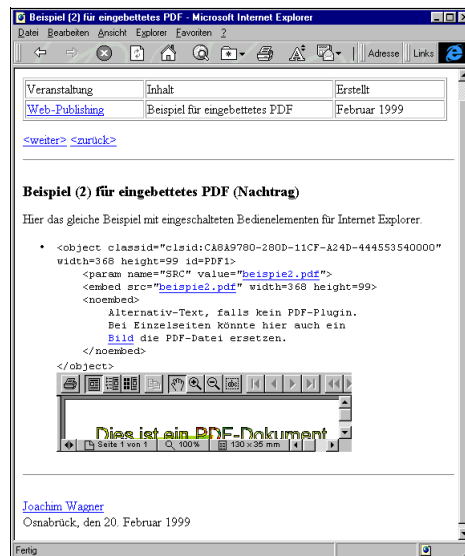 Beispiel (2) für eingebettetes PDF - Microsoft Internet Explorer
Datei Bearbeiten Ansicht Explorer Favoriten ?
Adresse Links
Veranstaltung Inhalt Erstellt
Web-Publishing Beispiel für eingebettetes PDF Februar 1999
<weiter> <zurück>
Beispiel (2) für eingebettetes PDF (Nachtrag)
Hier das gleiche Beispiel mit eingeschalteten Bedienelementen für Internet Explorer.
• <object classid="clsid:CA8A9780-280D-11CF-A24D-444553540000"
width=368 height=99 id=PDF1>
<param name="SRC" value="beispie2.pdf">
<embed src="beispie2.pdf" width=368 height=99>
<noembed>
Alternativ-Text, falls kein PDF-Plugin.
Bei Einzelseiten könnte hier auch ein
Bild die PDF-Datei ersetzen.
</noembed>
</object>
Dies ist ein PDF-Dokument
Seite 1 von 1 100% 130 x 35 mm
Joachim Wagner
Osnabrück, den 20. Februar 1999
Fertig